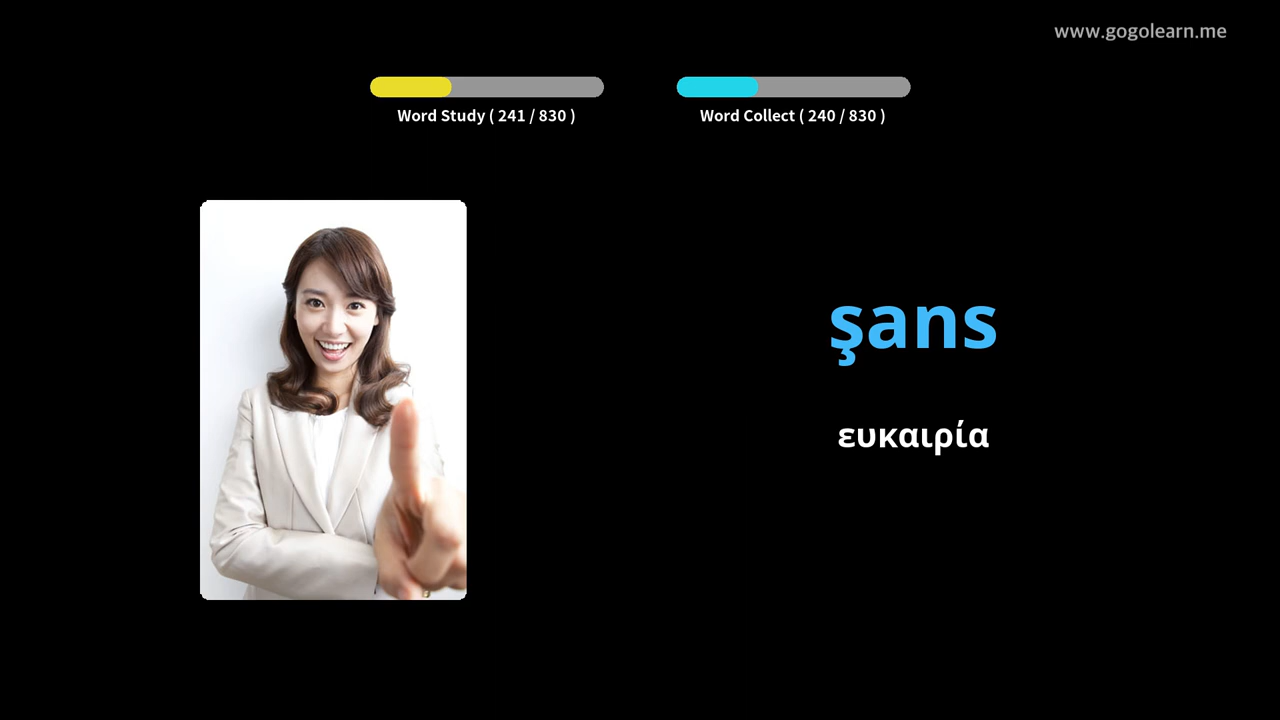 www.gogolearn.me
Word Study ( 241 / 830 )
Word Collect ( 240 / 830 )
şans
ευκαιρία